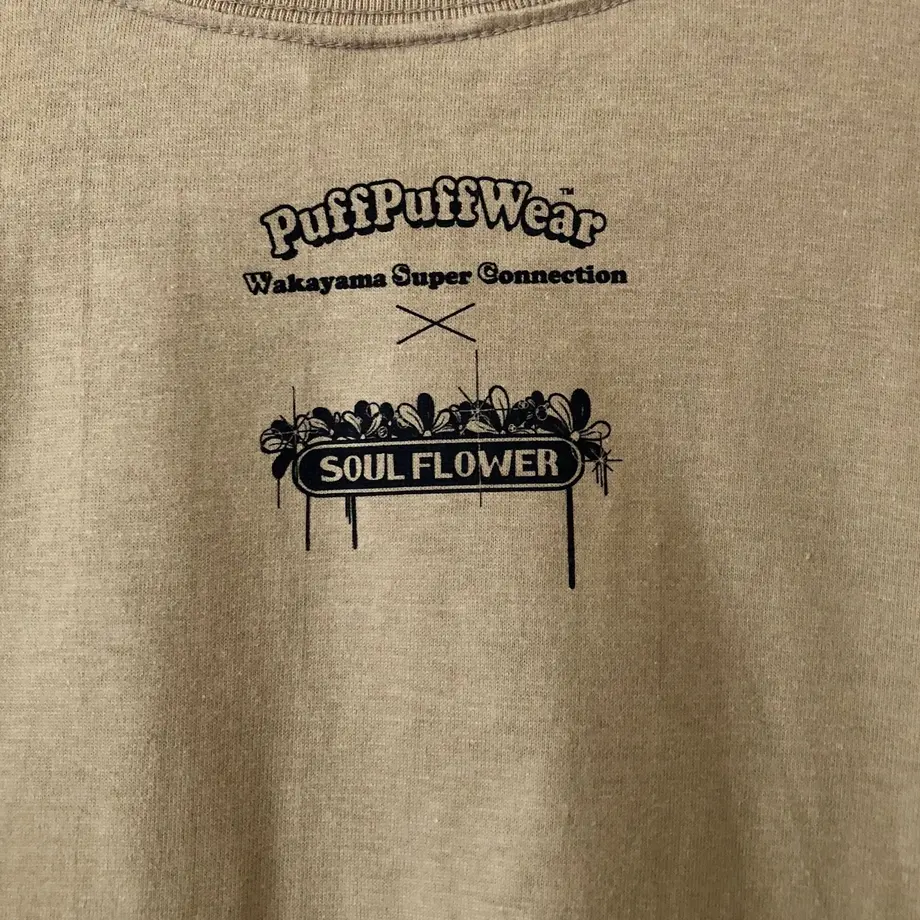 PuffPuffWear™
Wakayama Super Connection
SOUL FLOWER